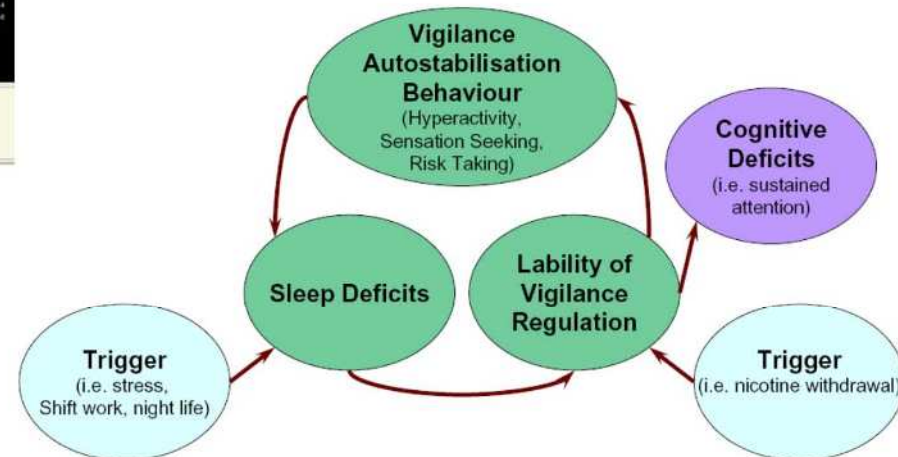 Vigilance
Autostabilisation
Behaviour
(Hyperactivity,
Sensation Seeking,
Risk Taking)
Cognitive
Deficits
(i.e. sustained
attention)
Sleep Deficits
Lability of
Vigilance
Regulation
Trigger
(i.e. stress,
Shift work, night life)
Trigger
(i.e. nicotine withdrawal)